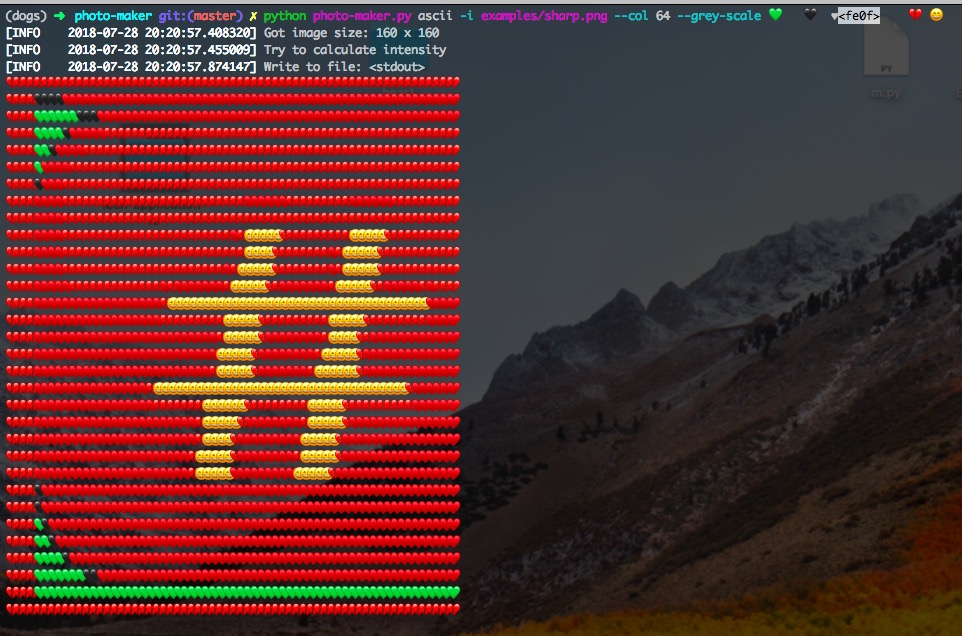 (dogs) ➜ photo-maker git:(master) ✗ python photo-maker.py ascii -i examples/sharp.png --col 64 --grey-scale 💚 🖤 ♥<fe0f> ❤️ 😀
[INFO 2018-07-28 20:20:57.408320] Got image size: 160 x 160
[INFO 2018-07-28 20:20:57.455009] Try to calculate intensity
[INFO 2018-07-28 20:20:57.874147] Write to file: <stdout>
PY
m.py